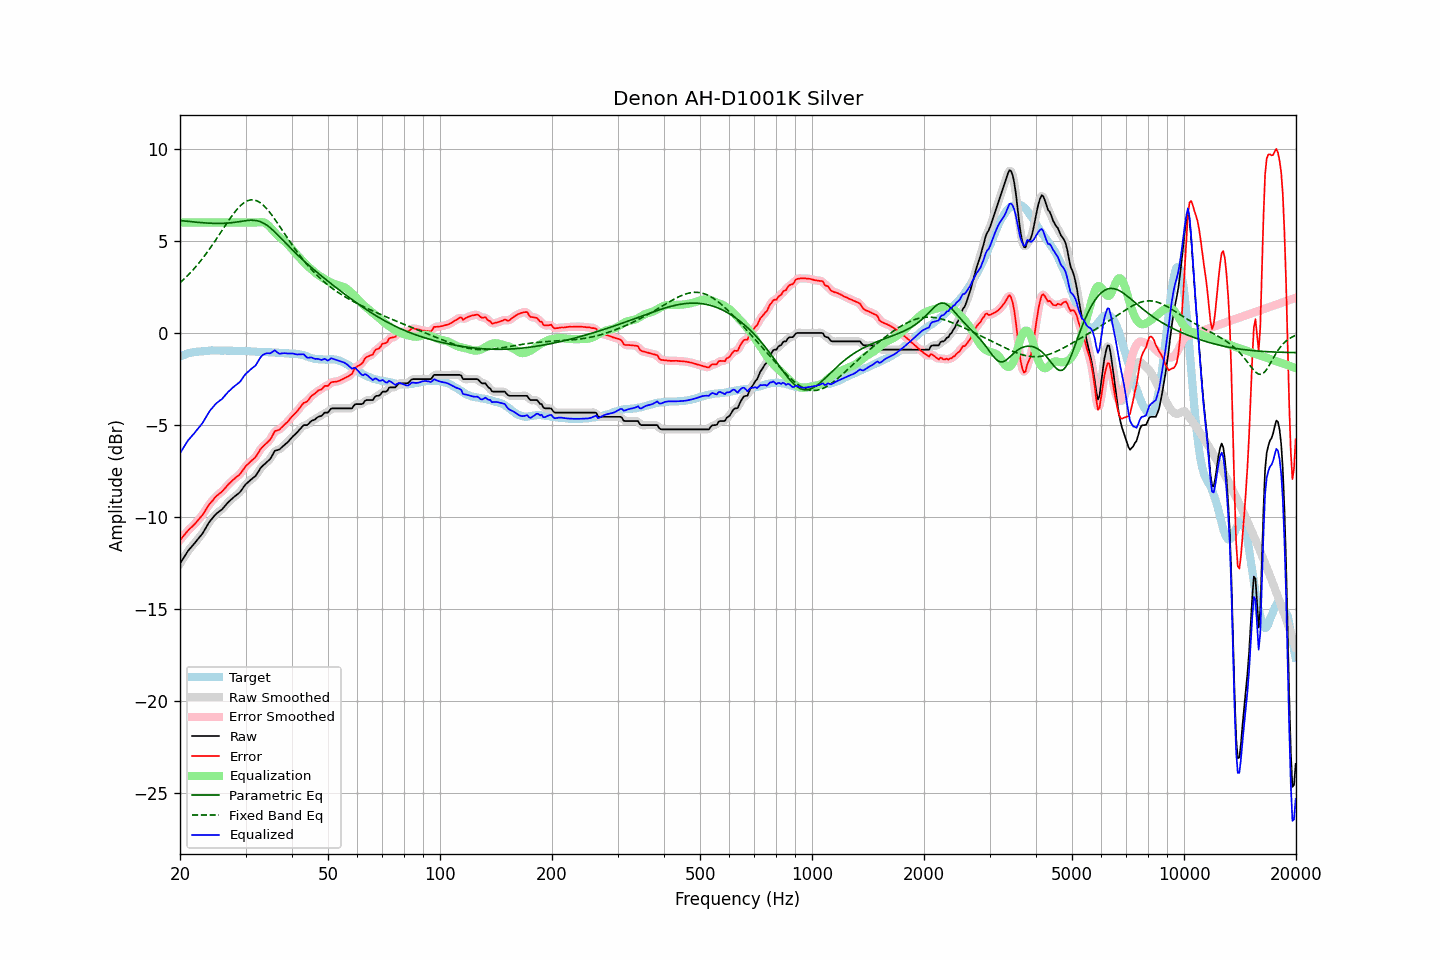 Denon AH-D1001K Silver
Amplitude (dBr)
10
5
0
−5
−10
−15
−20
−25
Target
Raw Smoothed
Error Smoothed
Raw
Error
Equalization
Parametric Eq
Fixed Band Eq
Equalized
20 50 100 200 500 1000 2000 5000 10000 20000
Frequency (Hz)